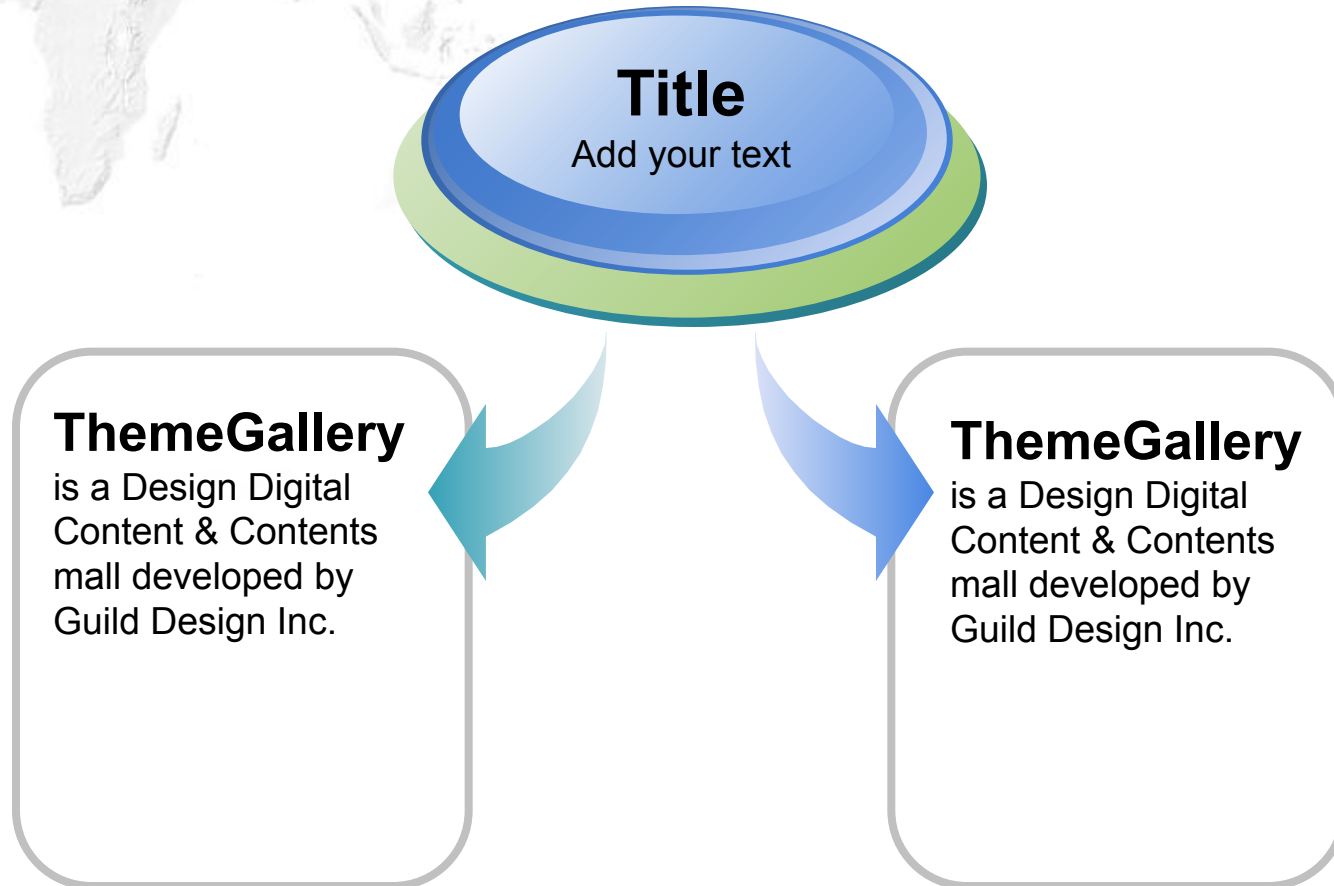 Title
Add your text
ThemeGallery
is a Design Digital
Content & Contents
mall developed by
Guild Design Inc.
ThemeGallery
is a Design Digital
Content & Contents
mall developed by
Guild Design Inc.